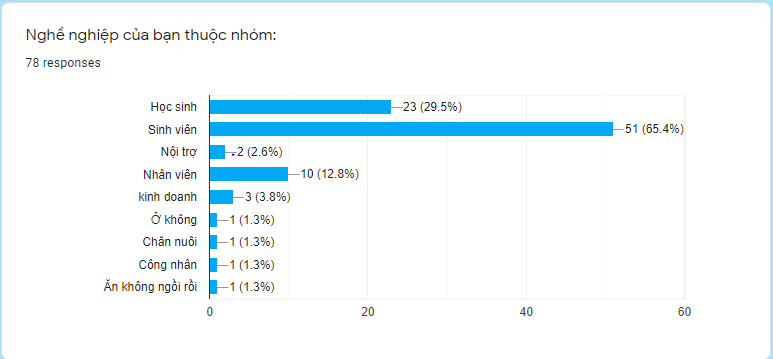 Nghề nghiệp của bạn thuộc nhóm:
78 responses
Học sinh 23 (29.5%)
Sinh viên 51 (65.4%)
Nội trợ 2 (2.6%)
Nhân viên 10 (12.8%)
kinh doanh 3 (3.8%)
Ở không 1 (1.3%)
Chăn nuôi 1 (1.3%)
Công nhân 1 (1.3%)
Ăn không ngồi rồi 1 (1.3%)
0 20 40 60